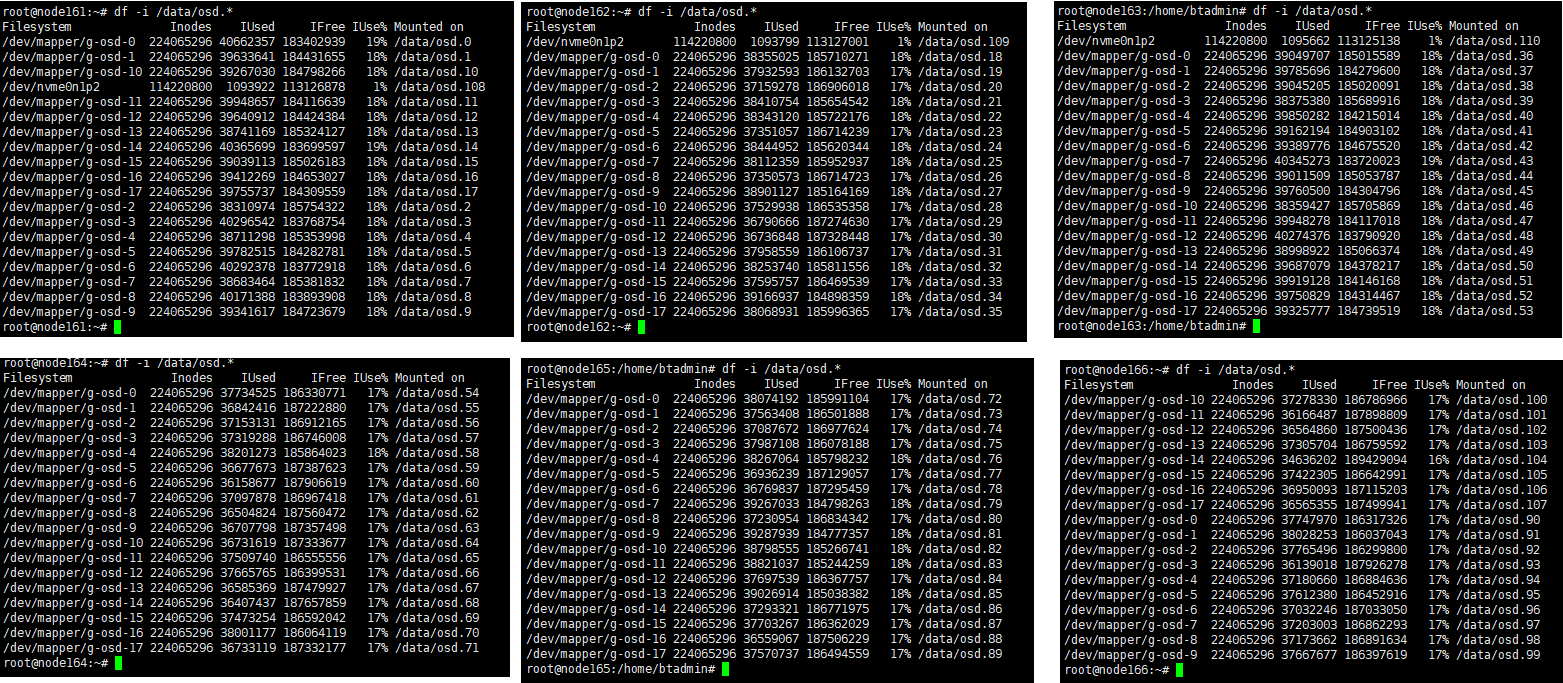 root@node161:~# df -i /data/osd.*
Filesystem Inodes IUsed IFree IUse% Mounted on
/dev/mapper/g-osd-0 224065296 40662357 183402939 19% /data/osd.0
/dev/mapper/g-osd-1 224065296 39633641 184431655 18% /data/osd.1
/dev/mapper/g-osd-10 224065296 39267030 184798266 18% /data/osd.10
/dev/nvme0n1p2 114220800 1093922 113126878 1% /data/osd.108
/dev/mapper/g-osd-11 224065296 39948657 184116639 18% /data/osd.11
/dev/mapper/g-osd-12 224065296 39640912 184424384 18% /data/osd.12
/dev/mapper/g-osd-13 224065296 38741169 185324127 18% /data/osd.13
/dev/mapper/g-osd-14 224065296 40365699 183699597 19% /data/osd.14
/dev/mapper/g-osd-15 224065296 39039113 185026183 18% /data/osd.15
/dev/mapper/g-osd-16 224065296 39412269 184653027 18% /data/osd.16
/dev/mapper/g-osd-17 224065296 39755737 184309559 18% /data/osd.17
/dev/mapper/g-osd-2 224065296 38310974 185754322 18% /data/osd.2
/dev/mapper/g-osd-3 224065296 40296542 183768754 18% /data/osd.3
/dev/mapper/g-osd-4 224065296 38711298 185353998 18% /data/osd.4
/dev/mapper/g-osd-5 224065296 39782515 184282781 18% /data/osd.5
/dev/mapper/g-osd-6 224065296 40292378 183772918 18% /data/osd.6
/dev/mapper/g-osd-7 224065296 38683464 185381832 18% /data/osd.7
/dev/mapper/g-osd-8 224065296 40171388 183893908 18% /data/osd.8
/dev/mapper/g-osd-9 224065296 39341617 184723679 18% /data/osd.9
root@node161:~#
root@node162:~# df -i /data/osd.*
Filesystem Inodes IUsed IFree IUse% Mounted on
/dev/nvme0n1p2 114220800 1093799 113127001 1% /data/osd.109
/dev/mapper/g-osd-0 224065296 38355025 185710271 18% /data/osd.18
/dev/mapper/g-osd-1 224065296 37932593 186132703 17% /data/osd.19
/dev/mapper/g-osd-2 224065296 37159278 186906018 17% /data/osd.20
/dev/mapper/g-osd-3 224065296 38410754 185654542 18% /data/osd.21
/dev/mapper/g-osd-4 224065296 38343120 185722176 18% /data/osd.22
/dev/mapper/g-osd-5 224065296 37351057 186714239 17% /data/osd.23
/dev/mapper/g-osd-6 224065296 38444952 185620344 18% /data/osd.24
/dev/mapper/g-osd-7 224065296 38112359 185952937 18% /data/osd.25
/dev/mapper/g-osd-8 224065296 37350573 186714723 17% /data/osd.26
/dev/mapper/g-osd-9 224065296 38901127 185164169 18% /data/osd.27
/dev/mapper/g-osd-10 224065296 37529938 186535358 17% /data/osd.28
/dev/mapper/g-osd-11 224065296 36790666 187274630 17% /data/osd.29
/dev/mapper/g-osd-12 224065296 36736848 187328448 17% /data/osd.30
/dev/mapper/g-osd-13 224065296 37958559 186106737 17% /data/osd.31
/dev/mapper/g-osd-14 224065296 38253740 185811556 18% /data/osd.32
/dev/mapper/g-osd-15 224065296 37595757 186469539 17% /data/osd.33
/dev/mapper/g-osd-16 224065296 39166937 184898359 18% /data/osd.34
/dev/mapper/g-osd-17 224065296 38068931 185996365 17% /data/osd.35
root@node162:~#
root@node163:/home/btadmin# df -i /data/osd.*
Filesystem Inodes IUsed IFree IUse% Mounted on
/dev/nvme0n1p2 114220800 1095662 113125138 1% /data/osd.110
/dev/mapper/g-osd-0 224065296 39049707 185015589 18% /data/osd.36
/dev/mapper/g-osd-1 224065296 39785696 184279600 18% /data/osd.37
/dev/mapper/g-osd-2 224065296 39045205 185020091 18% /data/osd.38
/dev/mapper/g-osd-3 224065296 38375380 185689916 18% /data/osd.39
/dev/mapper/g-osd-4 224065296 39850282 184215014 18% /data/osd.40
/dev/mapper/g-osd-5 224065296 39162194 184903102 18% /data/osd.41
/dev/mapper/g-osd-6 224065296 39389776 184675520 18% /data/osd.42
/dev/mapper/g-osd-7 224065296 40345273 183720023 19% /data/osd.43
/dev/mapper/g-osd-8 224065296 39011509 185053787 18% /data/osd.44
/dev/mapper/g-osd-9 224065296 39760500 184304796 18% /data/osd.45
/dev/mapper/g-osd-10 224065296 38359427 185705869 18% /data/osd.46
/dev/mapper/g-osd-11 224065296 39948278 184117018 18% /data/osd.47
/dev/mapper/g-osd-12 224065296 40274376 183790920 18% /data/osd.48
/dev/mapper/g-osd-13 224065296 38998922 185066374 18% /data/osd.49
/dev/mapper/g-osd-14 224065296 39687079 184378217 18% /data/osd.50
/dev/mapper/g-osd-15 224065296 39919128 184146168 18% /data/osd.51
/dev/mapper/g-osd-16 224065296 39750829 184314467 18% /data/osd.52
/dev/mapper/g-osd-17 224065296 39325777 184739519 18% /data/osd.53
root@node163:/home/btadmin#
root@node164:~# df -i /data/osd.*
Filesystem Inodes IUsed IFree IUse% Mounted on
/dev/mapper/g-osd-0 224065296 37734525 186330771 17% /data/osd.54
/dev/mapper/g-osd-1 224065296 36842416 187222880 17% /data/osd.55
/dev/mapper/g-osd-2 224065296 37153131 186912165 17% /data/osd.56
/dev/mapper/g-osd-3 224065296 37319288 186746008 17% /data/osd.57
/dev/mapper/g-osd-4 224065296 38201273 185864023 18% /data/osd.58
/dev/mapper/g-osd-5 224065296 36677673 187387623 17% /data/osd.59
/dev/mapper/g-osd-6 224065296 36158677 187906619 17% /data/osd.60
/dev/mapper/g-osd-7 224065296 37097878 186967418 17% /data/osd.61
/dev/mapper/g-osd-8 224065296 36504824 187560472 17% /data/osd.62
/dev/mapper/g-osd-9 224065296 36707798 187357498 17% /data/osd.63
/dev/mapper/g-osd-10 224065296 36731619 187333677 17% /data/osd.64
/dev/mapper/g-osd-11 224065296 37509740 186555556 17% /data/osd.65
/dev/mapper/g-osd-12 224065296 37665765 186399531 17% /data/osd.66
/dev/mapper/g-osd-13 224065296 36585369 187479927 17% /data/osd.67
/dev/mapper/g-osd-14 224065296 36407437 187657859 17% /data/osd.68
/dev/mapper/g-osd-15 224065296 37473254 186592042 17% /data/osd.69
/dev/mapper/g-osd-16 224065296 38001177 186064119 17% /data/osd.70
/dev/mapper/g-osd-17 224065296 36733119 187332177 17% /data/osd.71
root@node164:~#
root@node165:/home/btadmin# df -i /data/osd.*
Filesystem Inodes IUsed IFree IUse% Mounted on
/dev/mapper/g-osd-0 224065296 38074192 185991104 17% /data/osd.72
/dev/mapper/g-osd-1 224065296 37563408 186501888 17% /data/osd.73
/dev/mapper/g-osd-2 224065296 37087672 186977624 17% /data/osd.74
/dev/mapper/g-osd-3 224065296 37987108 186078188 17% /data/osd.75
/dev/mapper/g-osd-4 224065296 38267064 185798232 18% /data/osd.76
/dev/mapper/g-osd-5 224065296 36936239 187129057 17% /data/osd.77
/dev/mapper/g-osd-6 224065296 36769837 187295459 17% /data/osd.78
/dev/mapper/g-osd-7 224065296 39267033 184798263 18% /data/osd.79
/dev/mapper/g-osd-8 224065296 37230954 186834342 17% /data/osd.80
/dev/mapper/g-osd-9 224065296 39287939 184777357 18% /data/osd.81
/dev/mapper/g-osd-10 224065296 38798555 185266741 18% /data/osd.82
/dev/mapper/g-osd-11 224065296 38821037 185244259 18% /data/osd.83
/dev/mapper/g-osd-12 224065296 37697539 186367757 17% /data/osd.84
/dev/mapper/g-osd-13 224065296 39026914 185038382 18% /data/osd.85
/dev/mapper/g-osd-14 224065296 37293321 186771975 17% /data/osd.86
/dev/mapper/g-osd-15 224065296 37703267 186362029 17% /data/osd.87
/dev/mapper/g-osd-16 224065296 36559067 187506229 17% /data/osd.88
/dev/mapper/g-osd-17 224065296 37570737 186494559 17% /data/osd.89
root@node165:/home/btadmin#
root@node166:~# df -i /data/osd.*
Filesystem Inodes IUsed IFree IUse% Mounted on
/dev/mapper/g-osd-10 224065296 37278330 186786966 17% /data/osd.100
/dev/mapper/g-osd-11 224065296 36166487 187898809 17% /data/osd.101
/dev/mapper/g-osd-12 224065296 36564860 187500436 17% /data/osd.102
/dev/mapper/g-osd-13 224065296 37305704 186759592 17% /data/osd.103
/dev/mapper/g-osd-14 224065296 34636202 189429094 16% /data/osd.104
/dev/mapper/g-osd-15 224065296 37422305 186642991 17% /data/osd.105
/dev/mapper/g-osd-16 224065296 36950093 187115203 17% /data/osd.106
/dev/mapper/g-osd-17 224065296 36565355 187499941 17% /data/osd.107
/dev/mapper/g-osd-0 224065296 37747970 186317326 17% /data/osd.90
/dev/mapper/g-osd-1 224065296 38028253 186037043 17% /data/osd.91
/dev/mapper/g-osd-2 224065296 37765496 186299800 17% /data/osd.92
/dev/mapper/g-osd-3 224065296 36139018 187926278 17% /data/osd.93
/dev/mapper/g-osd-4 224065296 37180660 186884636 17% /data/osd.94
/dev/mapper/g-osd-5 224065296 37612380 186452916 17% /data/osd.95
/dev/mapper/g-osd-6 224065296 37032246 187033050 17% /data/osd.96
/dev/mapper/g-osd-7 224065296 37203003 186862293 17% /data/osd.97
/dev/mapper/g-osd-8 224065296 37173662 186891634 17% /data/osd.98
/dev/mapper/g-osd-9 224065296 37667677 186397619 17% /data/osd.99
root@node166:~#